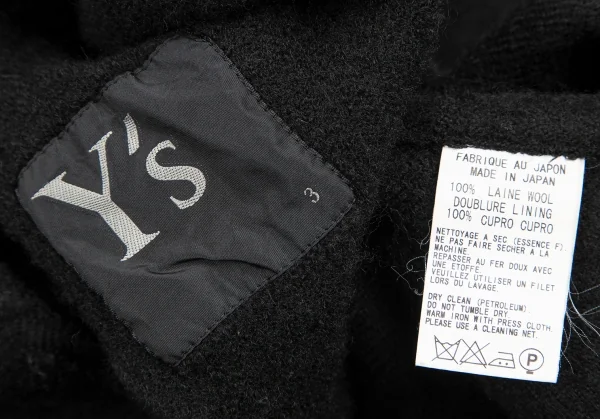 Y's
3
FABRIQUE AU JAPON
MADE IN JAPAN
100% LAINE WOOL
DOUBLURE LINING
100% CUPRO CUPRO
NETTOYAGE A SEC (ESSENCE F).
NE PAS FAIRE SECHER A LA
MACHINE.
REPASSER AU FER DOUX AVEC
UNE ETOFFE.
VEUILLEZ UTILISER UN FILET
LORS DU LAVAGE.
DRY CLEAN (PETROLEUM)
DO NOT TUMBLE DRY
WARM IRON WITH PRESS CLOTH.
PLEASE USE A CLEANING NET.
P